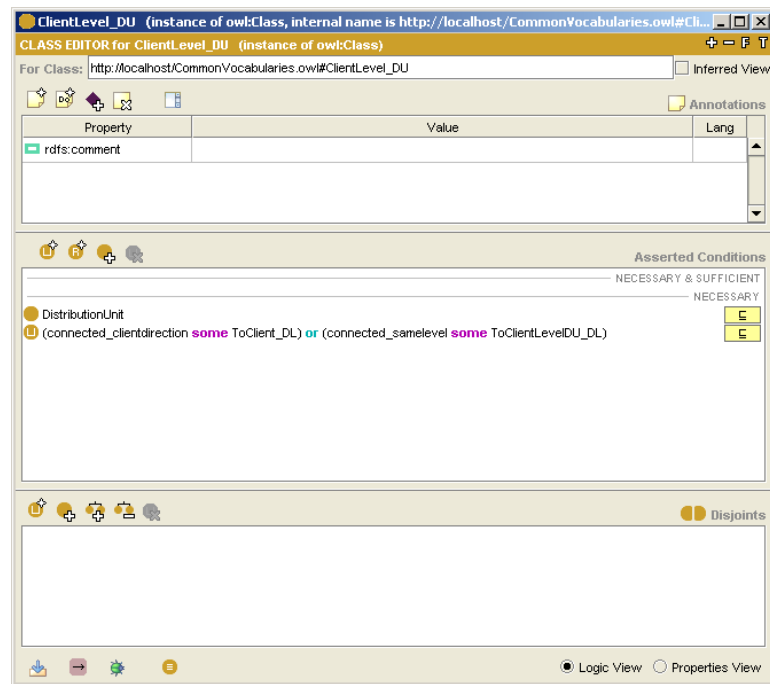 ClientLevel_DU (instance of owl:Class, internal name is http://localhost/CommonVocabularies.owl#Cli...
CLASS EDITOR for ClientLevel_DU (instance of owl:Class) + - F T
For Class: http://localhost/CommonVocabularies.owl#ClientLevel_DU Inferred View
Annotations
Property Value Lang
rdfs:comment
Asserted Conditions
NECESSARY & SUFFICIENT
NECESSARY
DistributionUnit ⊑
(connected_clientdirection some ToClient_DL) or (connected_samelevel some ToClientLevelDU_DL) ⊑
Disjoints
Logic View Properties View